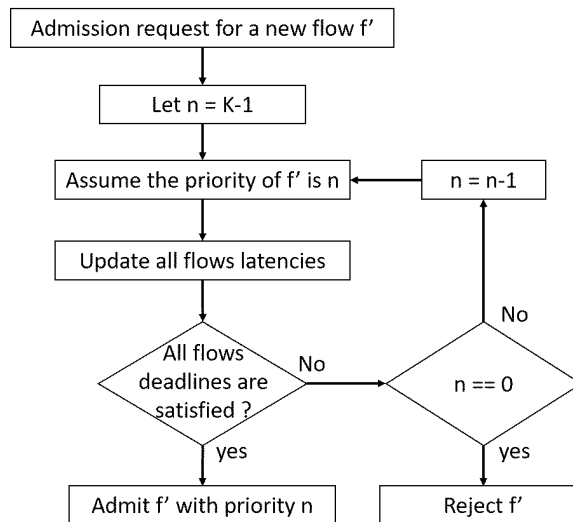 Admission request for a new flow f’
Let n = K-1
Assume the priority of f’ is n
n = n-1
Update all flows latencies
All flows
deadlines are
satisfied ?
No
No
n == 0
yes
yes
Admit f’ with priority n
Reject f’